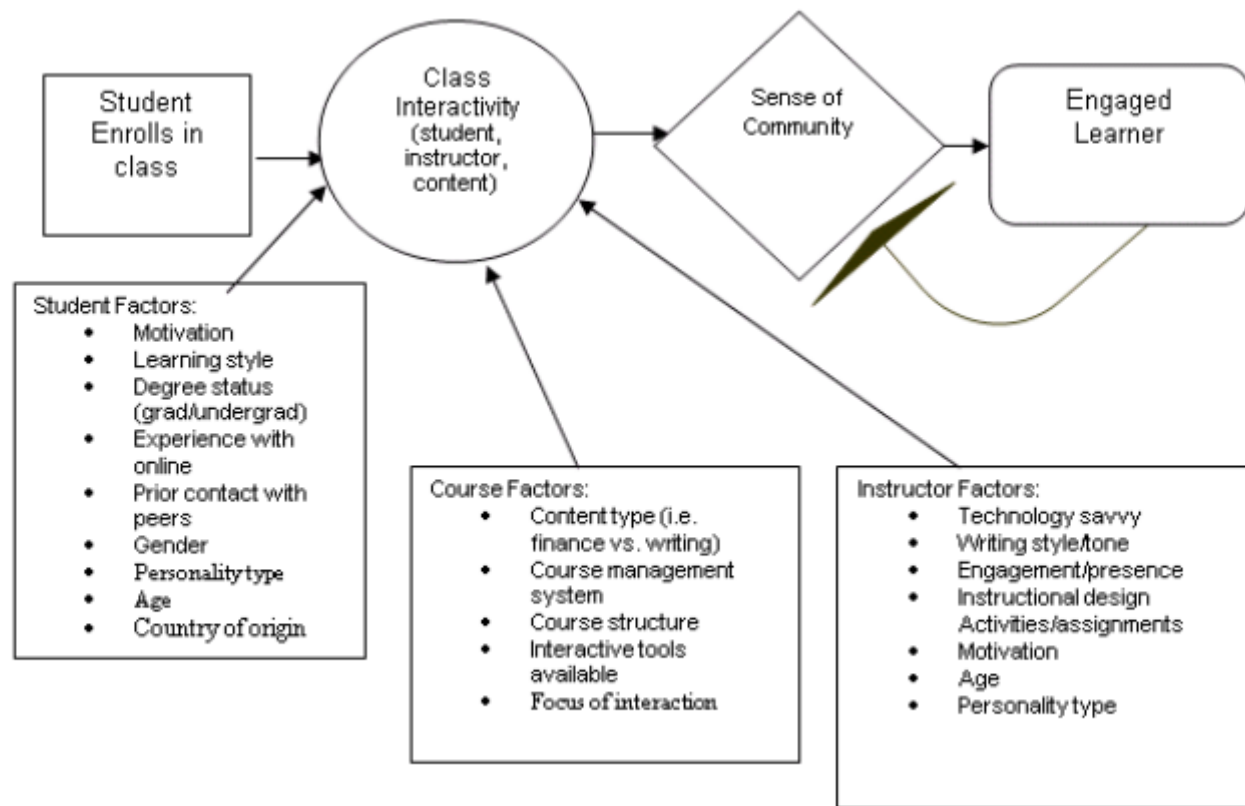 Student
Enrolls in
class
Class
Interactivity
(student,
instructor,
content)
Sense of
Community
Engaged
Learner
Student Factors:
• Motivation
• Learning style
• Degree status
(grad/undergrad)
• Experience with
online
• Prior contact with
peers
• Gender
• Personality type
• Age
• Country of origin
Course Factors:
• Content type (i.e.
finance vs. writing)
• Course management
system
• Course structure
• Interactive tools
available
• Focus of interaction
Instructor Factors:
• Technology savvy
• Writing style/tone
• Engagement/presence
• Instructional design
Activities/assignments
• Motivation
• Age
• Personality type